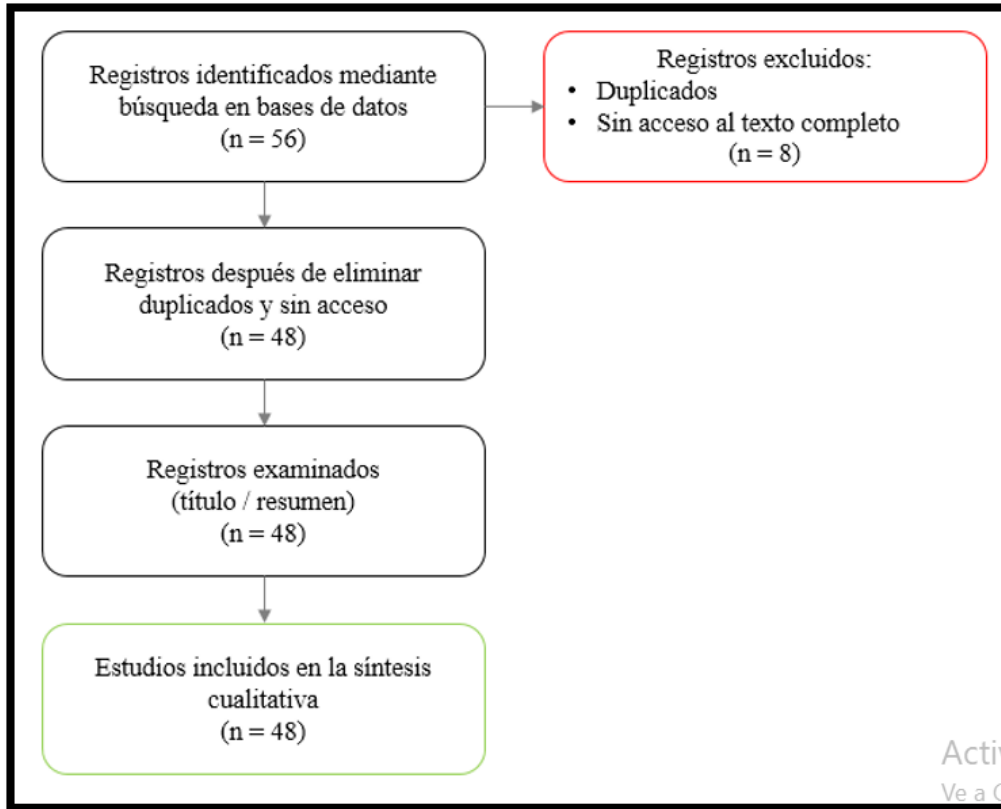 Registros identificados mediante
búsqueda en bases de datos
(n = 56)
Registros excluidos:
• Duplicados
• Sin acceso al texto completo
(n = 8)
Registros después de eliminar
duplicados y sin acceso
(n = 48)
Registros examinados
(título / resumen)
(n = 48)
Estudios incluidos en la síntesis
cualitativa
(n = 48)
Activ
Ve a C